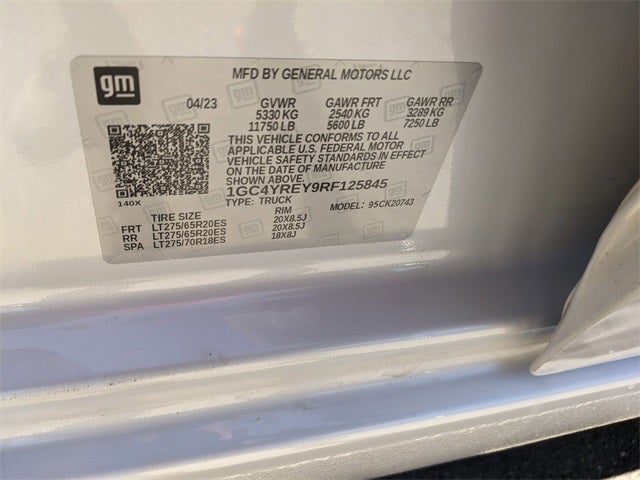 gm
MFD BY GENERAL MOTORS LLC
04/23 GVWR GAWR FRT GAWR RR
5330 KG 2540 KG 3289 KG
11750 LB 5600 LB 7250 LB
THIS VEHICLE CONFORMS TO ALL
APPLICABLE U.S. FEDERAL MOTOR
VEHICLE SAFETY STANDARDS IN EFFECT
ON THE DATE OF MANUFACTURE
SHOWN ABOVE.
1GC4YREY9RF125845
140X TYPE: TRUCK MODEL: 95CK20743
TIRE SIZE RIM
FRT LT275/65R20ES 20X8.5J
RR LT275/65R20ES 20X8.5J
SPA LT275/70R18ES 18X8J